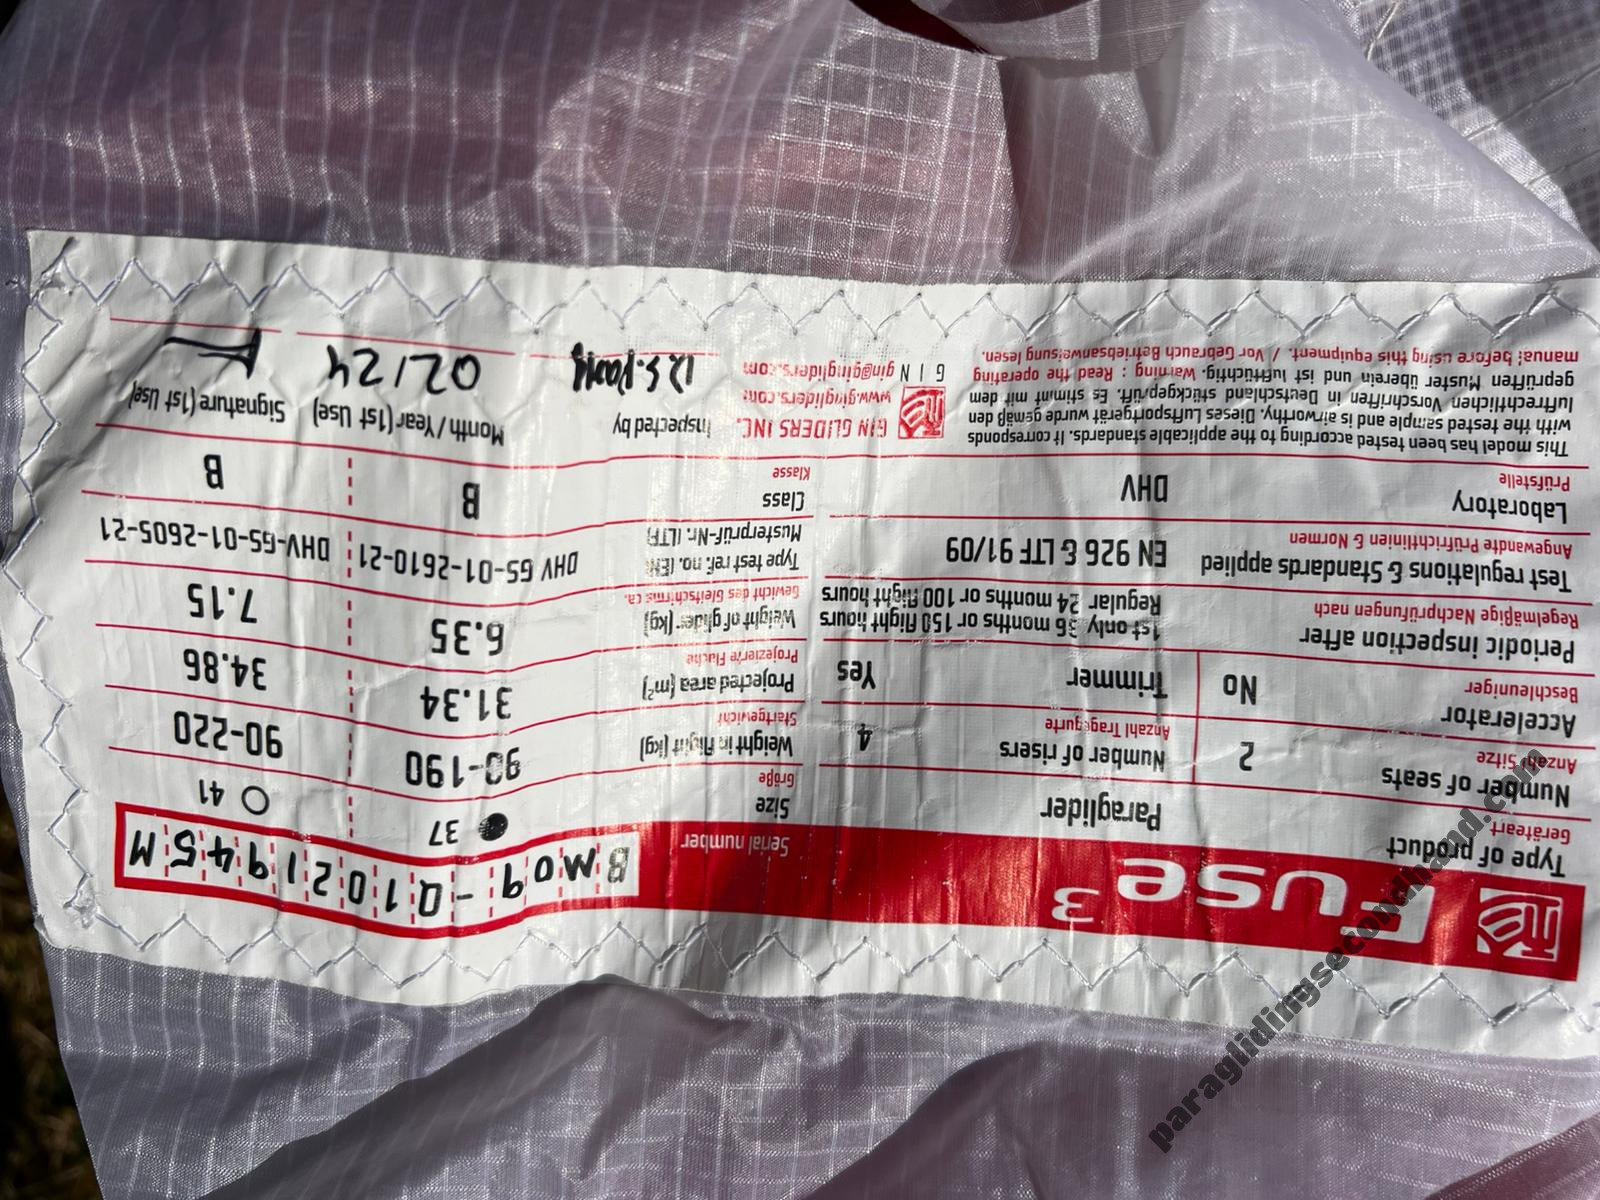 Fuse3
Serial number
BM09-Q1021945M
Type of product
Geräteart
Paraglider
Number of seats
Anzahl Sitze
2
Number of risers
Anzahl Tragegurte
4
Accelerator
Beschleuniger
No
Trimmer
Yes
Periodic inspection after
Regelmäßige Nachprüfungen nach
1st only 36 months or 150 flight hours
Regular 24 months or 100 flight hours
Test regulations & Standards applied
Angewandte Prüfrichtlinien & Normen
EN 926 & LTF 91/09
Laboratory
Prüfstelle
DHV
This model has been tested according to the applicable standards. It corresponds
with the tested sample and is airworthy. Dieses Luftsportgerät wurde gemäß den
luftrechtlichen Vorschriften in Deutschland stückgeprüft. Es stimmt mit dem
geprüften Muster überein und ist lufttüchtig. Warning : Read the operating
manual before using this equipment. / Vor Gebrauch Betriebsanweisung lesen.
Size
Größe
37
41
Weight in flight (kg)
Startgewicht
90-190
90-220
Projected area (m²)
Projezierte Fläche
31.34
34.86
Weight of glider (kg)
Gewicht des Gleitschirms ca.
6.35
7.15
Type test ref. no. (EN)
Musterprüf-Nr. (LTF)
DHV GS-01-2610-21
DHV-GS-01-2605-21
Class
Klasse
B
B
GIN
GIN GLIDERS INC.
www.gingliders.com
gin@gingliders.com
Inspected by
Month/Year (1st Use)
02/24
Signature (1st Use)
paraglidingsecondhand.com